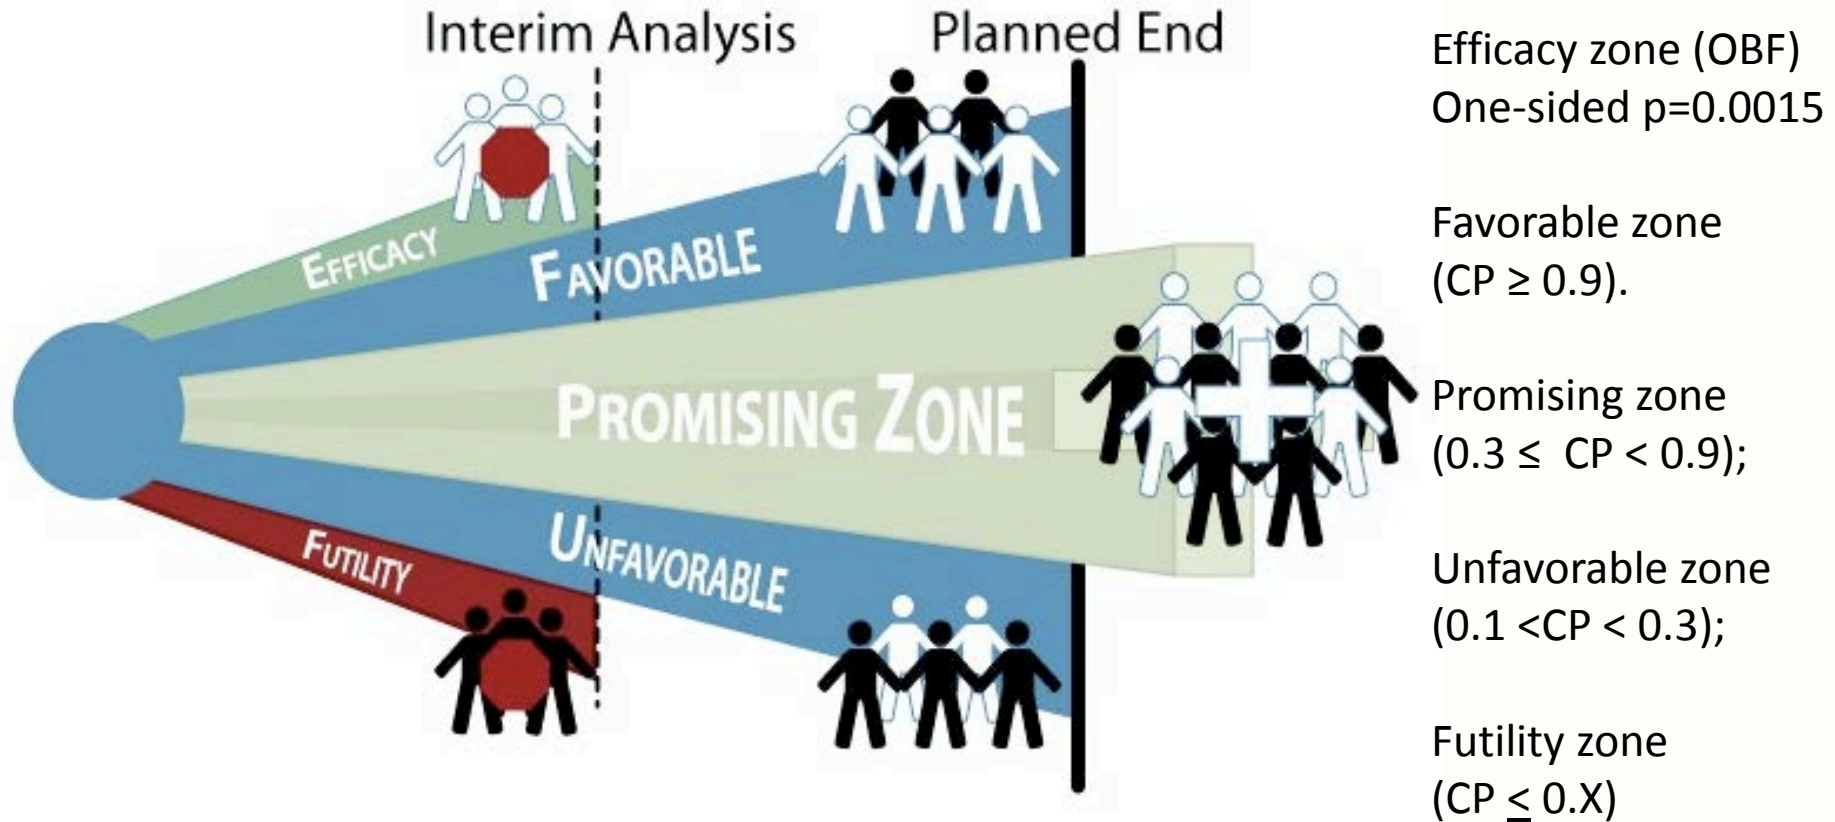 Interim Analysis
Planned End
EFFICACY
FAVORABLE
PROMISING ZONE
UNFAVORABLE
FUTILITY
Efficacy zone (OBF)
One-sided p=0.0015
Favorable zone
(CP ≥ 0.9).
Promising zone
(0.3 ≤ CP < 0.9);
Unfavorable zone
(0.1 <CP < 0.3);
Futility zone
(CP ≤ 0.X)